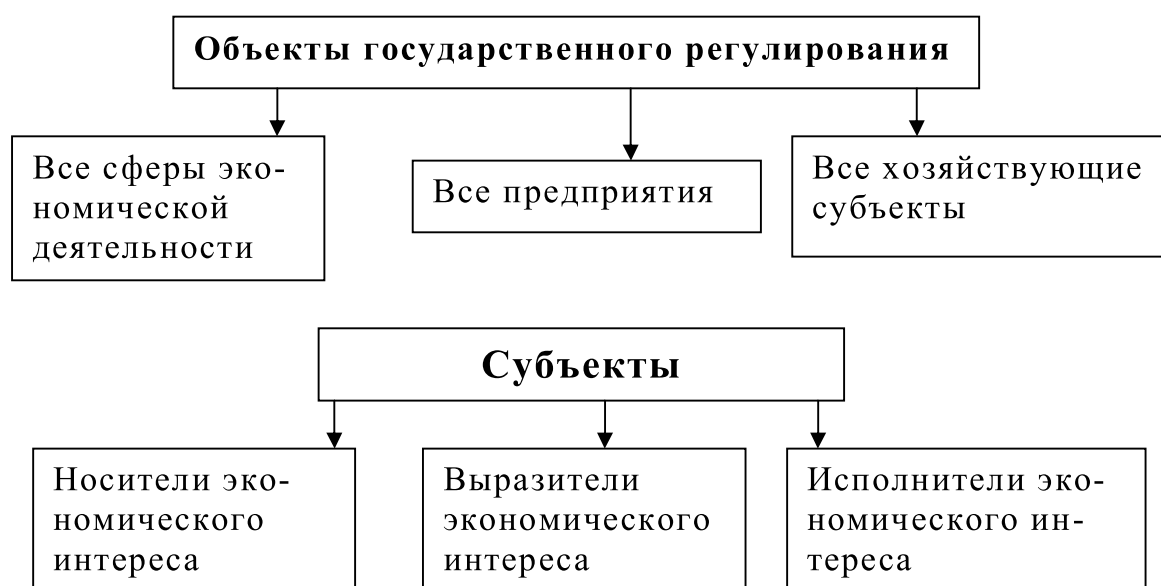 Объекты государственного регулирования
Все сферы эко-
номической
деятельности
Все предприятия
Все хозяйствующие
субъекты
Субъекты
Носители эко-
номического
интереса
Выразители
экономического
интереса
Исполнители эко-
номического ин-
тереса